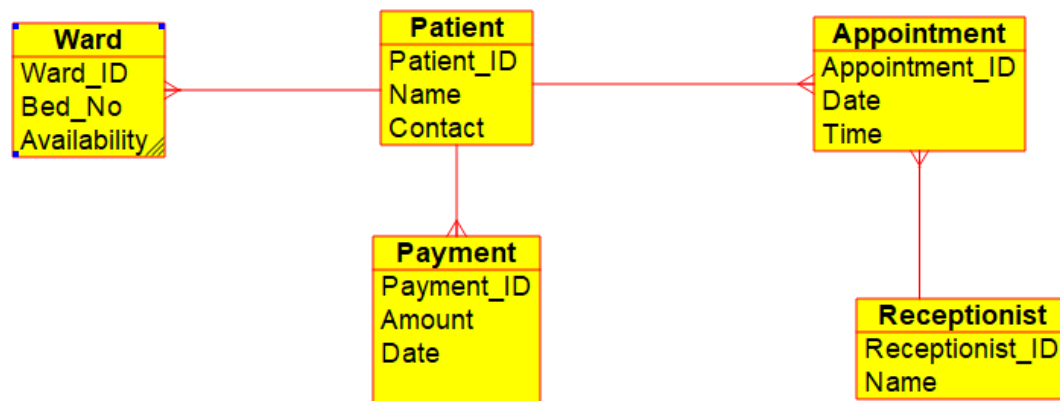 Ward
Ward_ID
Bed_No
Availability
Patient
Patient_ID
Name
Contact
Appointment
Appointment_ID
Date
Time
Payment
Payment_ID
Amount
Date
Receptionist
Receptionist_ID
Name